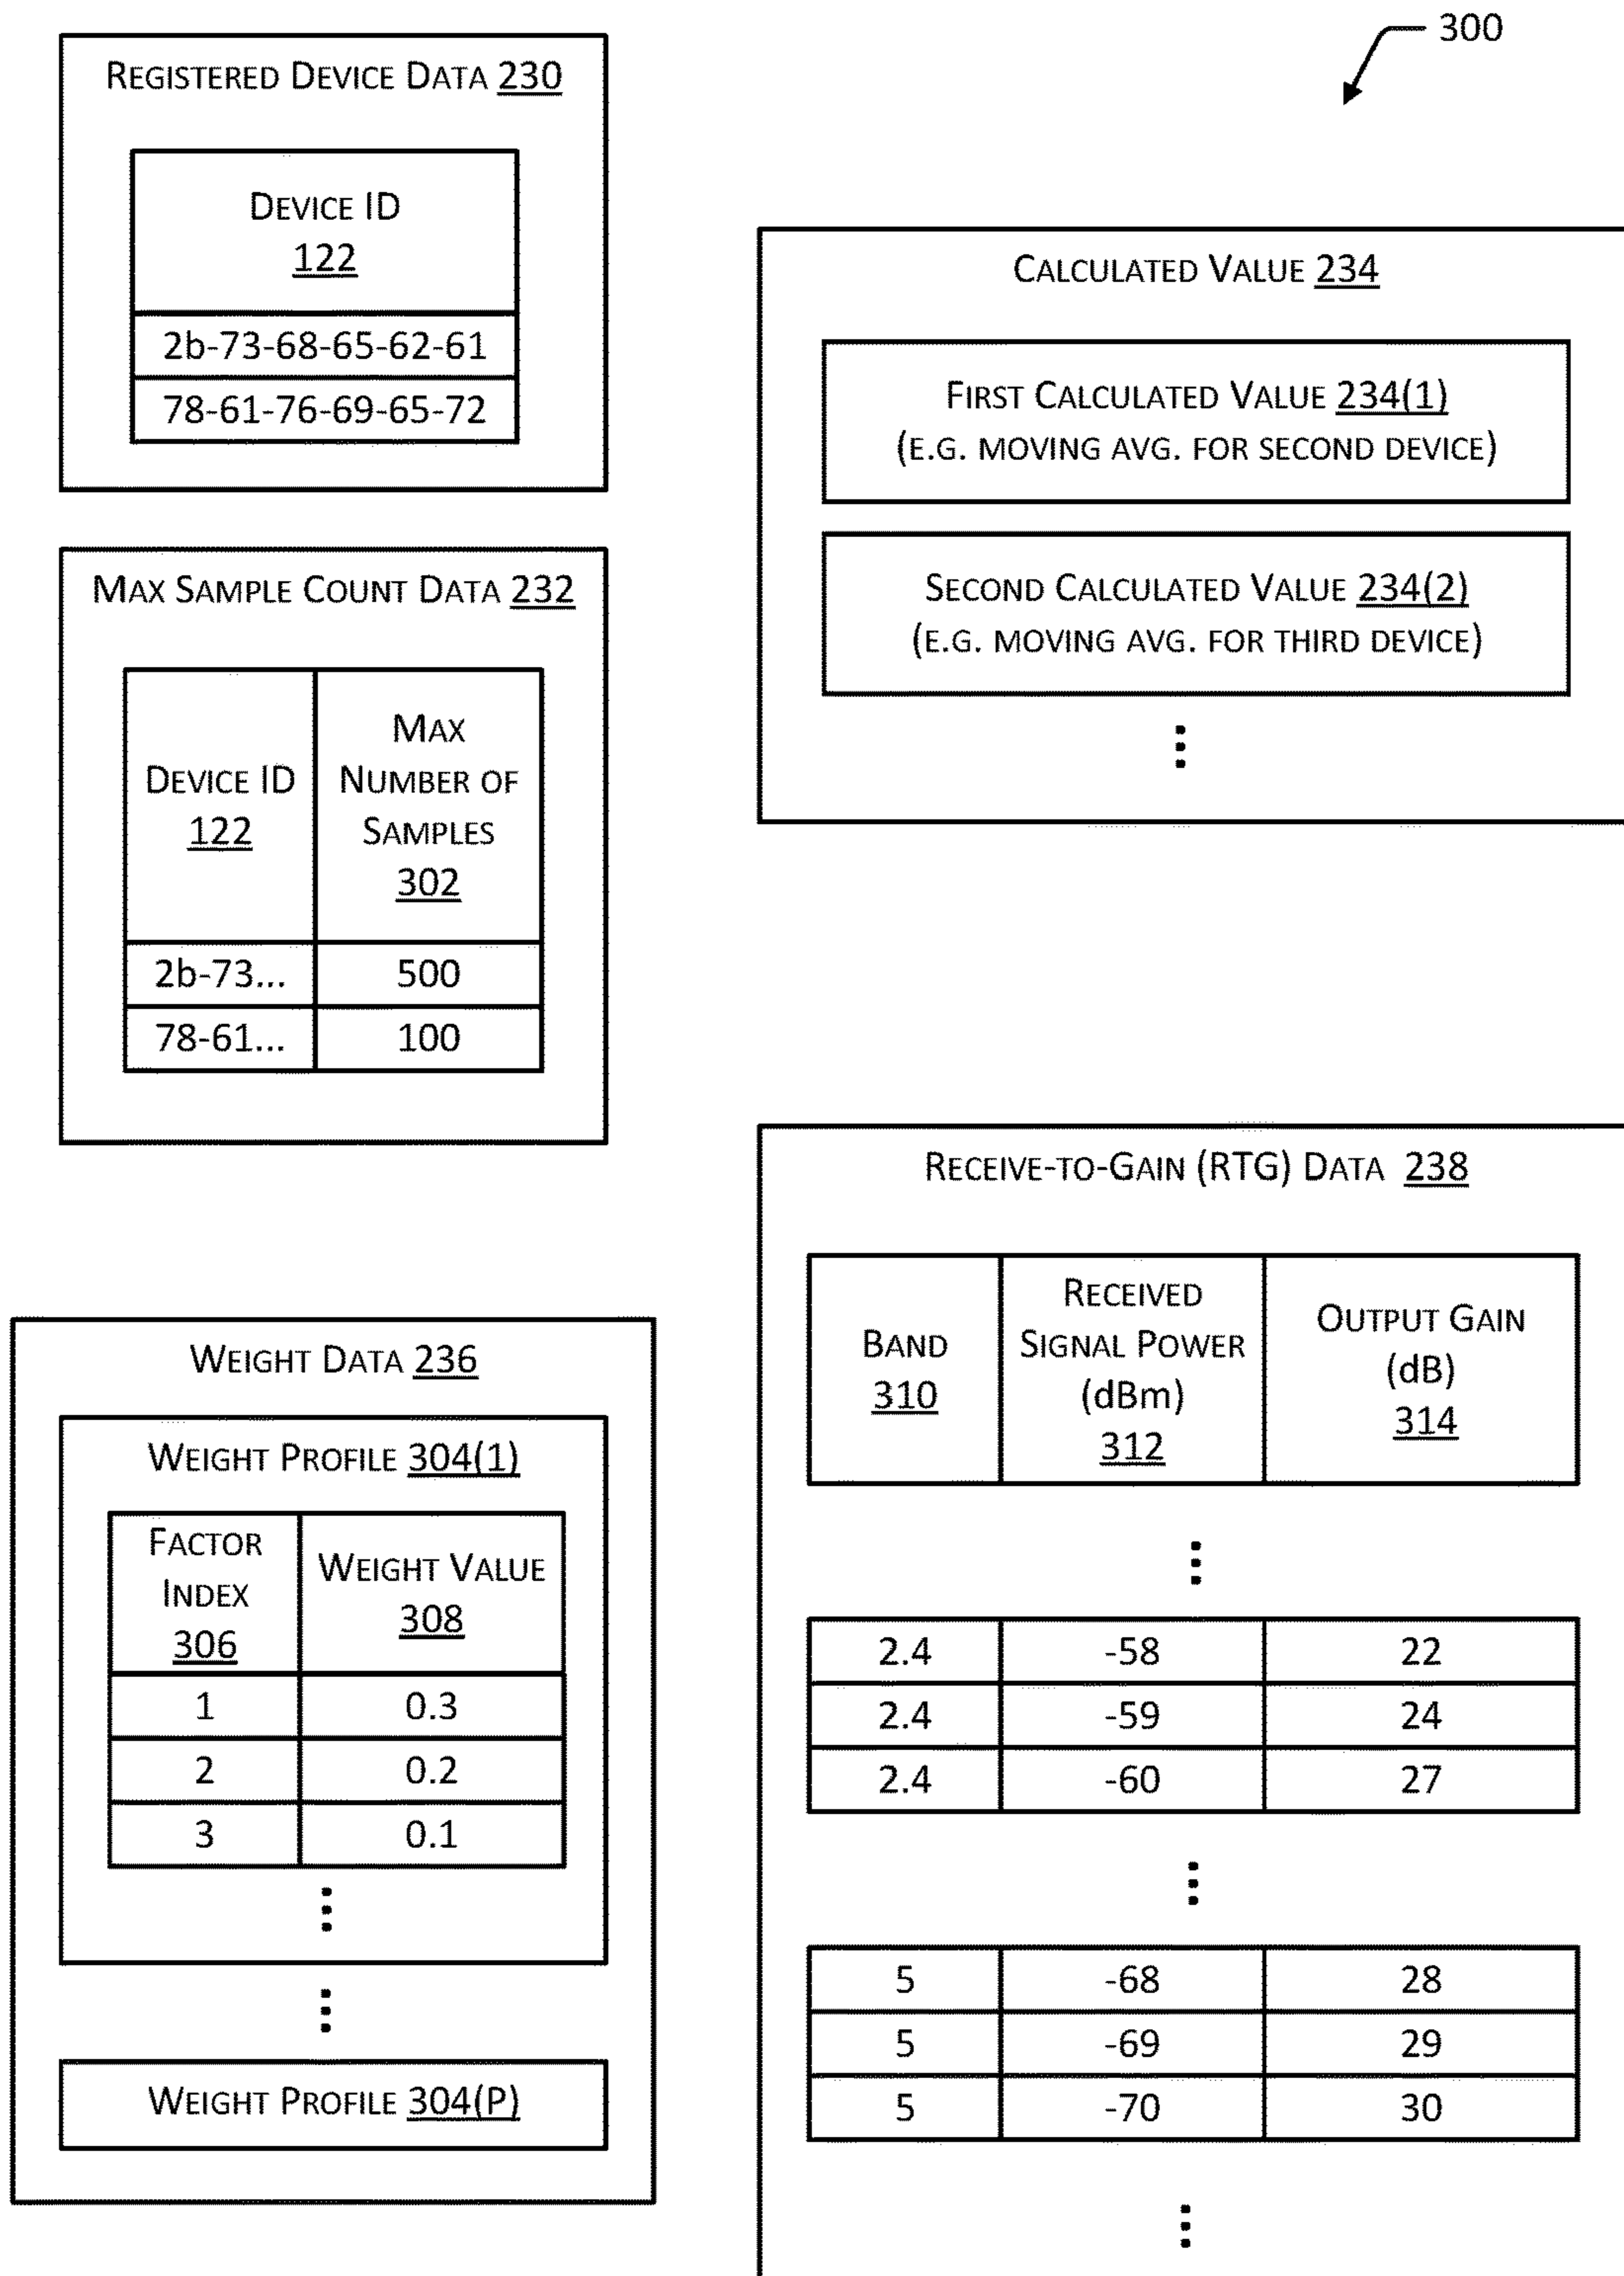 300
REGISTERED DEVICE DATA 230
DEVICE ID
122
2b-73-68-65-62-61
78-61-76-69-65-72
MAX SAMPLE COUNT DATA 232
DEVICE ID
122
MAX
NUMBER OF
SAMPLES
302
2b-73... 500
78-61... 100
WEIGHT DATA 236
WEIGHT PROFILE 304(1)
FACTOR
INDEX
306
WEIGHT VALUE
308
1 0.3
2 0.2
3 0.1
WEIGHT PROFILE 304(P)
CALCULATED VALUE 234
FIRST CALCULATED VALUE 234(1)
(E.G. MOVING AVG. FOR SECOND DEVICE)
SECOND CALCULATED VALUE 234(2)
(E.G. MOVING AVG. FOR THIRD DEVICE)
RECEIVE-TO-GAIN (RTG) DATA 238
BAND
310
RECEIVED
SIGNAL POWER
(dBm)
312
OUTPUT GAIN
(dB)
314
2.4 -58 22
2.4 -59 24
2.4 -60 27
5 -68 28
5 -69 29
5 -70 30